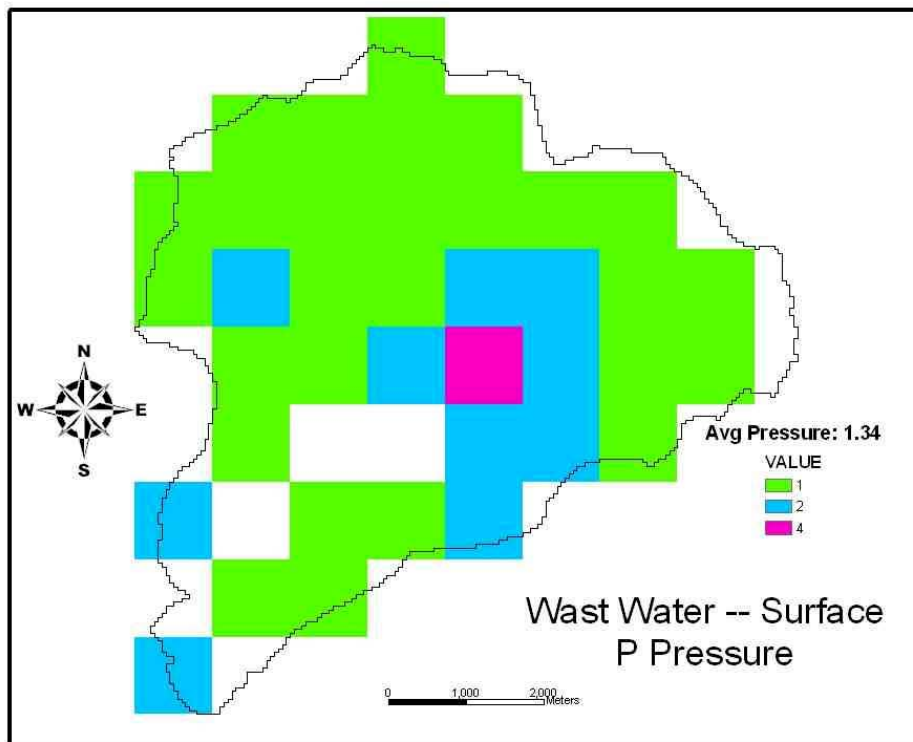 N
W E
S
Avg Pressure: 1.34
VALUE
1
2
4
Wast Water -- Surface
P Pressure
0 1,000 2,000
Meters